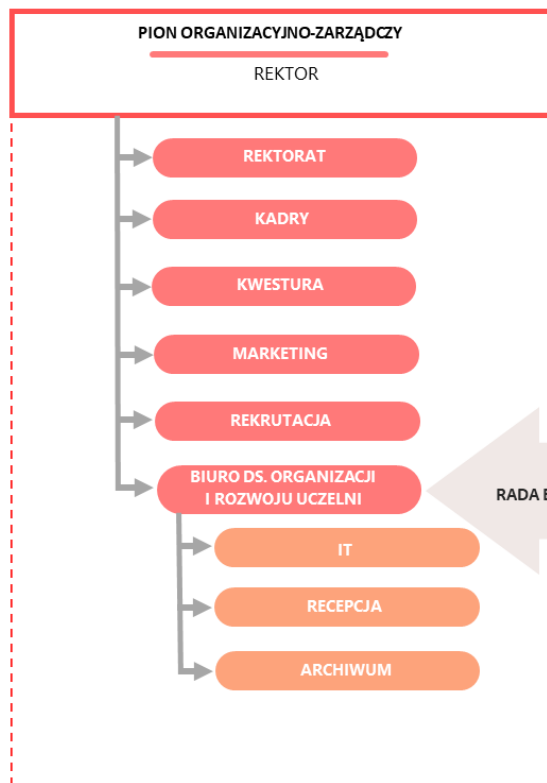 PION ORGANIZACYJNO-ZARZĄDCZY
REKTOR
REKTORAT
KADRY
KWESTURA
MARKETING
REKRUTACJA
BIURO DS. ORGANIZACJI
I ROZWOJU UCZELNI
RADA
IT
RECEPCJA
ARCHIWUM